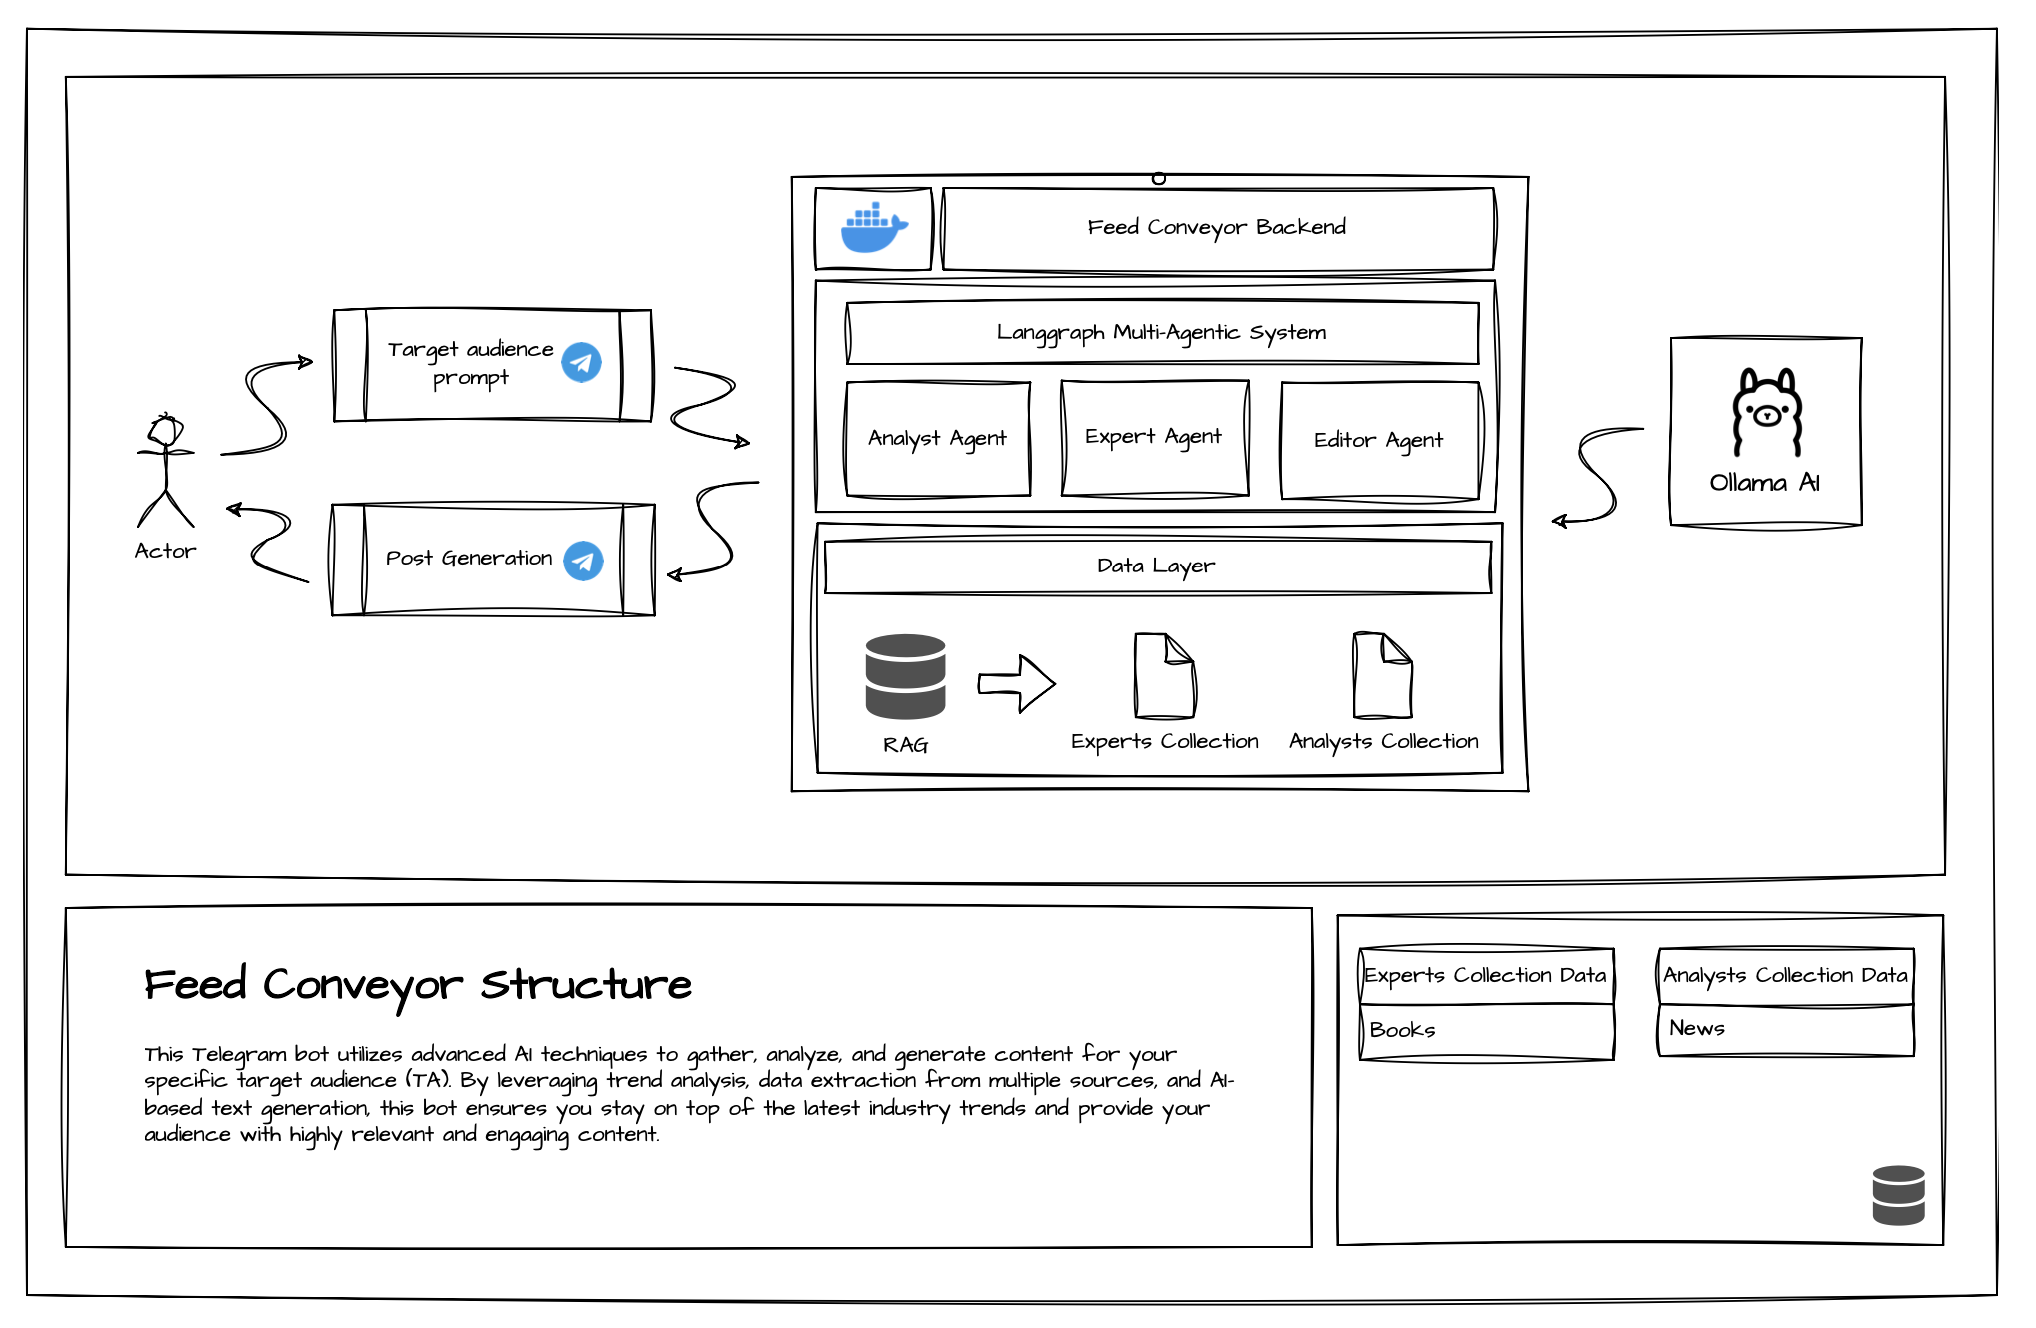 Feed Conveyor Backend
Langgraph Multi-Agentic System
Target audience
prompt
Analyst Agent
Expert Agent
Editor Agent
Ollama AI
Actor
Post Generation
Data Layer
RAG
Experts Collection
Analysts Collection
Feed Conveyor Structure
This Telegram bot utilizes advanced AI techniques to gather, analyze, and generate content for your
specific target audience (TA). By leveraging trend analysis, data extraction from multiple sources, and AI-
based text generation, this bot ensures you stay on top of the latest industry trends and provide your
audience with highly relevant and engaging content.
Experts Collection Data
Books
Analysts Collection Data
News